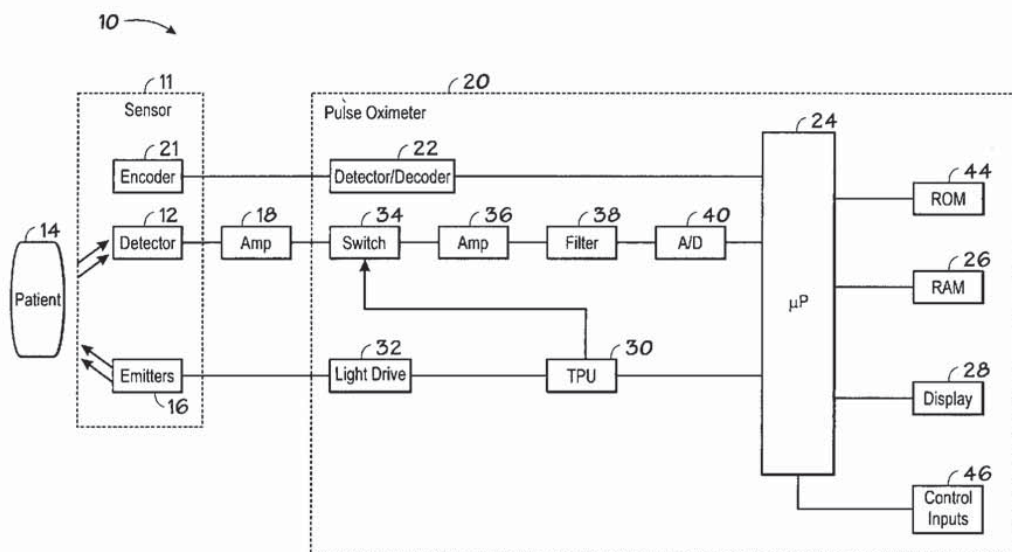 10
11
20
Sensor
Pulse Oximeter
24
21
22
44
Encoder
Detector/Decoder
ROM
14
12
18
34
36
38
40
Detector
Amp
Switch
Amp
Filter
A/D
26
Patient
μP
RAM
32
30
28
Emitters
Light Drive
TPU
Display
16
46
Control
Inputs